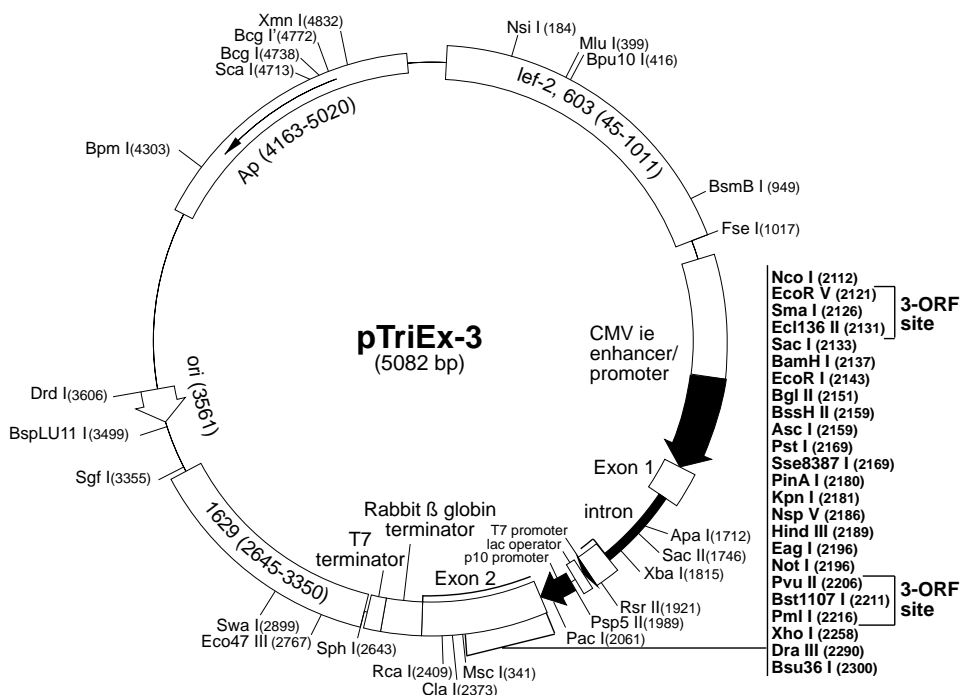 Xmn I(4832)
Bcg I'(4772)
Bcg I(4738)
Sca I(4713)
Bpm I(4303)
Ap (4163-5020)
Nsi I (184)
Mlu I(399)
Bpu10 I(416)
lef-2, 603 (45-1011)
BsmB I (949)
Fse I(1017)
pTriEx-3
(5082 bp)
CMV ie
enhancer/
promoter
Nco I (2112)
EcoR V (2121)
Sma I (2126)
Ecl136 II (2131)
3-ORF
site
Sac I (2133)
BamH I (2137)
EcoR I (2143)
Bgl II (2151)
BssH II (2159)
Asc I (2159)
Pst I (2169)
Sse8387 I (2169)
PinA I (2180)
Kpn I (2181)
Nsp V (2186)
Hind III (2189)
Eag I (2196)
Not I (2196)
Pvu II (2206)
Bst1107 I (2211)
Pml I (2216)
3-ORF
site
Xho I (2258)
Dra III (2290)
Bsu36 I (2300)
Exon 1
intron
Apa I(1712)
Sac II(1746)
Xba I(1815)
T7 promoter
lac operator
p10 promoter
Rsr II(1921)
Psp5 II(1989)
Pac I(2061)
Exon 2
Msc I(341)
Cla I(2373)
Rca I(2409)
Rabbit ß globin
terminator
T7
terminator
Sph I(2643)
Eco47 III(2767)
Swa I(2899)
1629 (2645-3350)
Sgf I(3355)
BspLU11 I(3499)
Drd I(3606)
ori (3561)